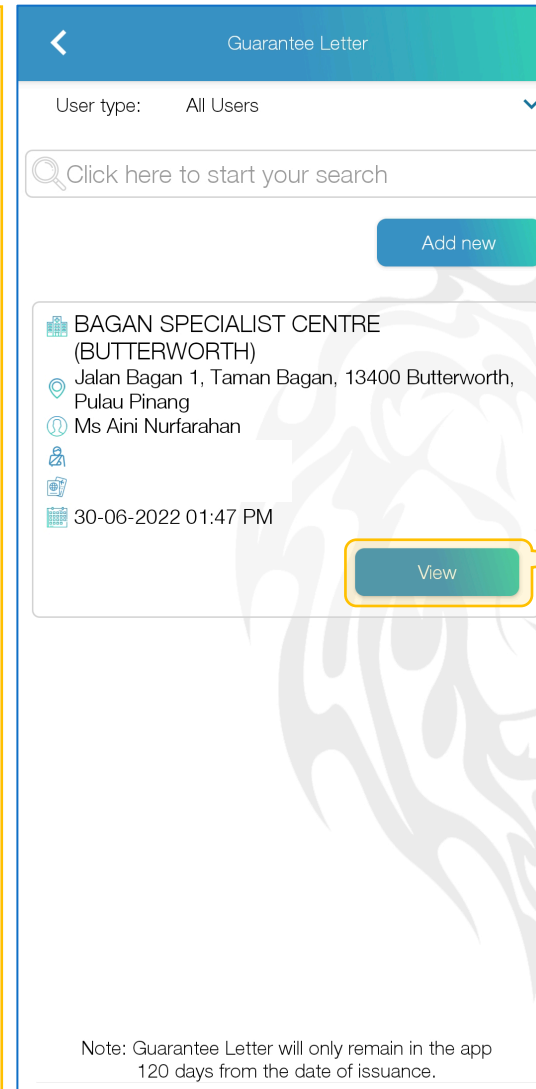 Guarantee Letter
User type: All Users
Click here to start your search
Add new
BAGAN SPECIALIST CENTRE
(BUTTERWORTH)
Jalan Bagan 1, Taman Bagan, 13400 Butterworth,
Pulau Pinang
Ms Aini Nurfarahan
30-06-2022 01:47 PM
View
Note: Guarantee Letter will only remain in the app
120 days from the date of issuance.